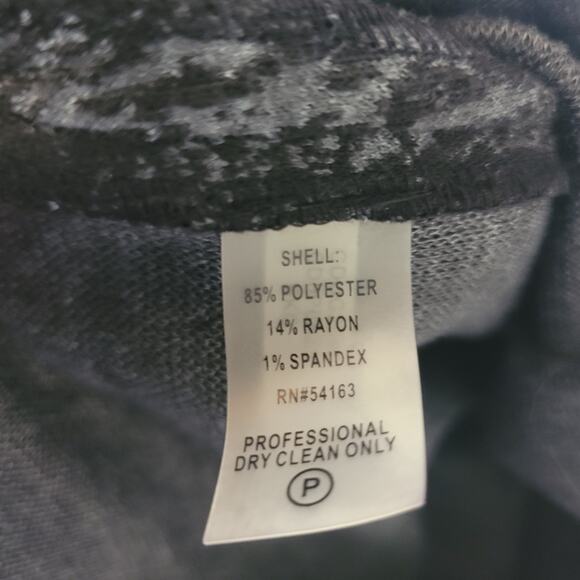 SHELL:
85% POLYESTER
14% RAYON
1% SPANDEX
RN#54163
PROFESSIONAL
DRY CLEAN ONLY
P